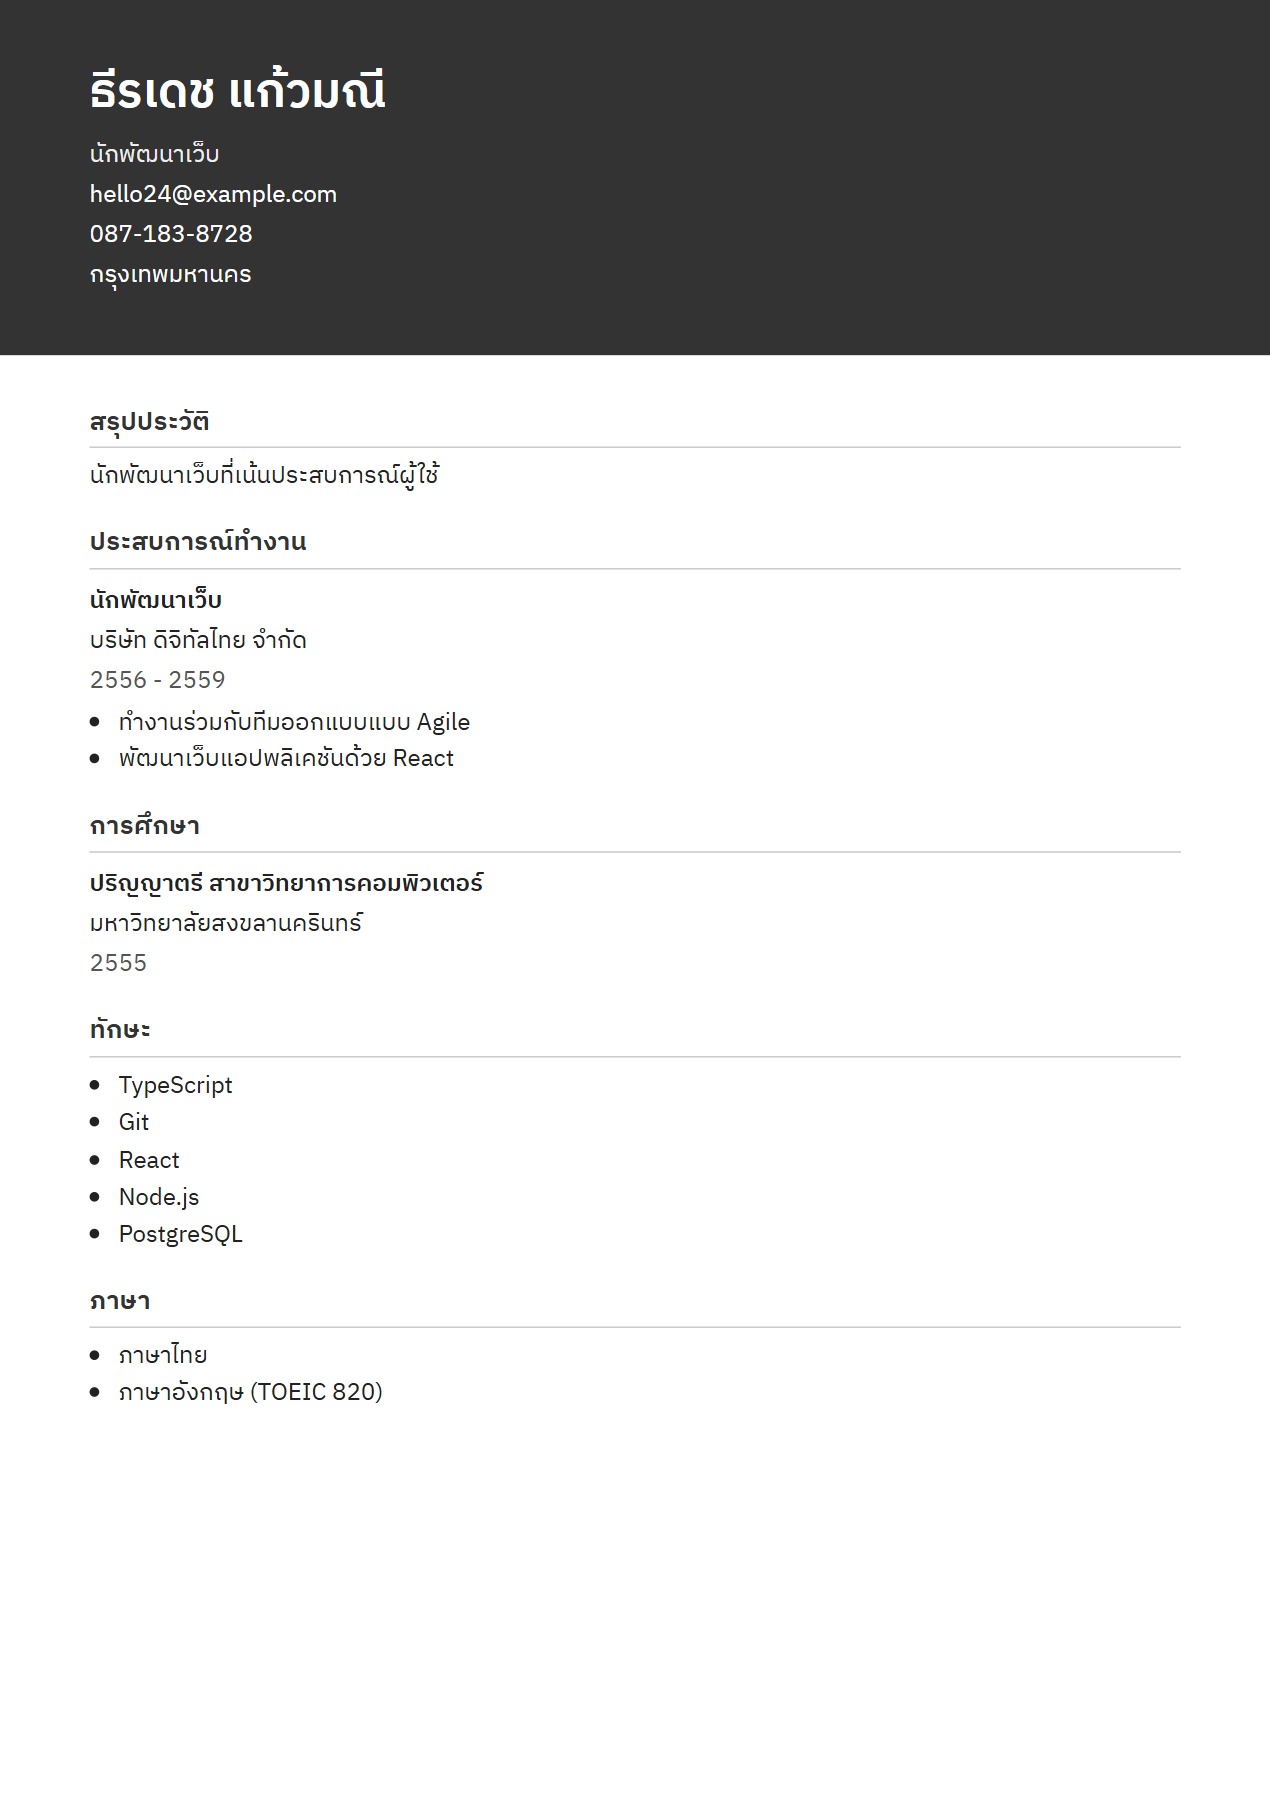 ธีรเดช แก้วมณี
นักพัฒนาเว็บ
hello24@example.com
087-183-8728
กรุงเทพมหานคร
สรุปประวัติ
นักพัฒนาเว็บที่เน้นประสบการณ์ผู้ใช้
ประสบการณ์ทำงาน
นักพัฒนาเว็บ
บริษัท ดิจิทัลไทย จำกัด
2556 - 2559
• ทำงานร่วมกับทีมออกแบบแบบ Agile
• พัฒนาเว็บแอปพลิเคชันด้วย React
การศึกษา
ปริญญาตรี สาขาวิทยาการคอมพิวเตอร์
มหาวิทยาลัยสงขลานครินทร์
2555
ทักษะ
• TypeScript
• Git
• React
• Node.js
• PostgreSQL
ภาษา
• ภาษาไทย
• ภาษาอังกฤษ (TOEIC 820)